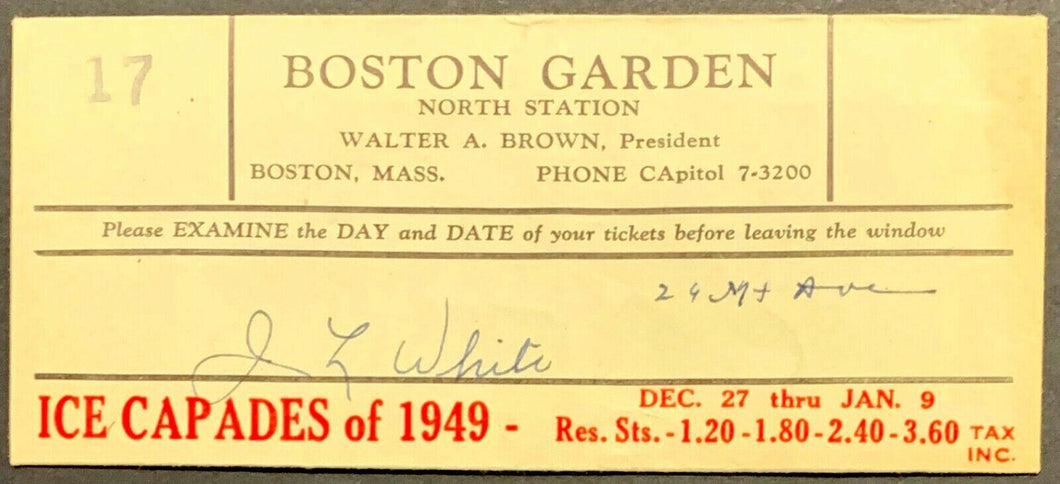 17
BOSTON GARDEN
NORTH STATION
WALTER A. BROWN, President
BOSTON, MASS. PHONE CApitol 7-3200
Please EXAMINE the DAY and DATE of your tickets before leaving the window
24 Mt Ave
J L White
ICE CAPADES of 1949 -
DEC. 27 thru JAN. 9
Res. Sts. - 1.20 - 1.80 - 2.40 - 3.60 TAX INC.